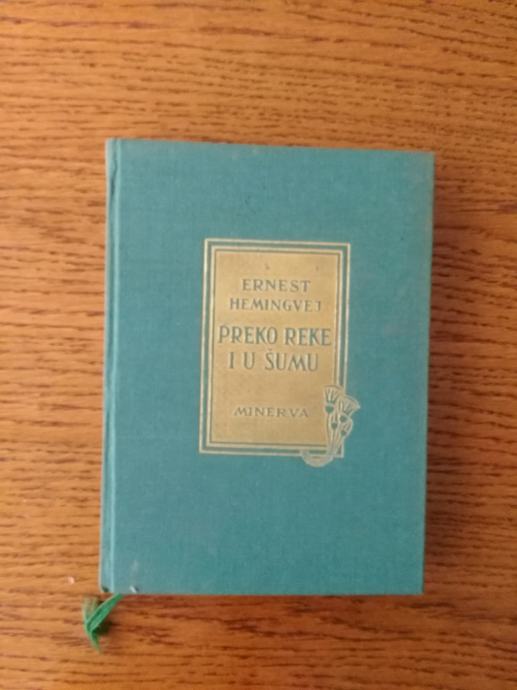 ERNEST
HEMINGVEJ
PREKO REKE
I U ŠUMU
MINERVA